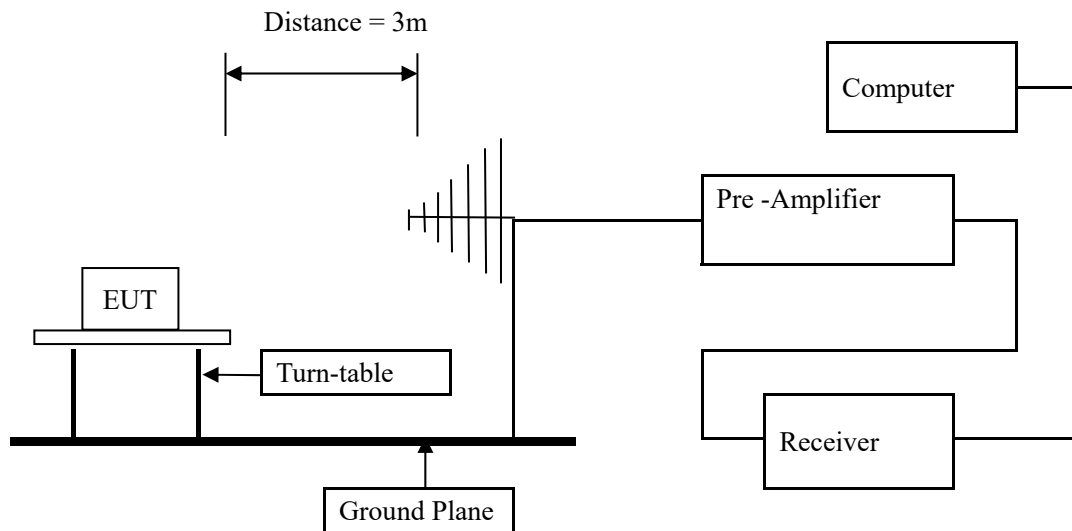 Distance = 3m
Computer
Pre -Amplifier
EUT
Turn-table
Receiver
Ground Plane